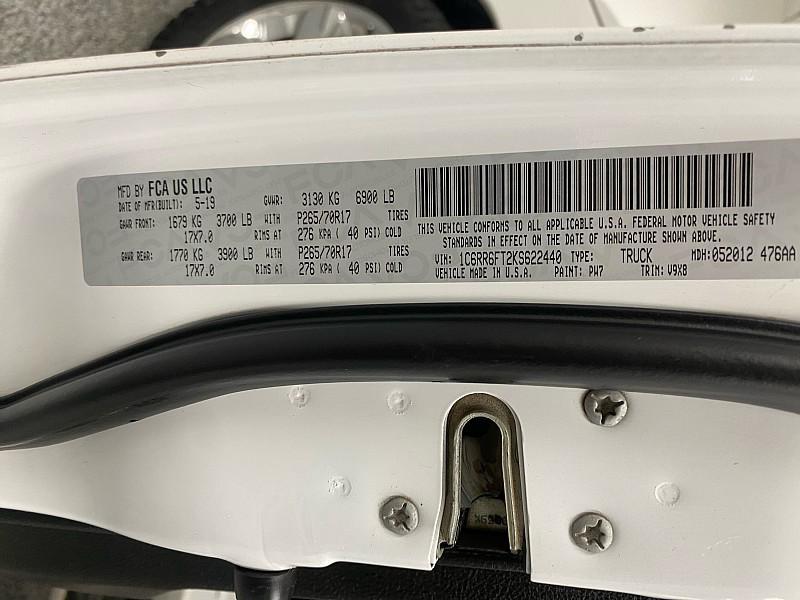 MFD BY FCA US LLC
DATE OF MFR(BUILT): 5-19 GVWR: 3130 KG 6900 LB
GAWR FRONT: 1679 KG 3700 LB WITH P265/70R17 TIRES
17X7.0 RIMS AT 276 KPA ( 40 PSI) COLD
GAWR REAR: 1770 KG 3900 LB WITH P265/70R17 TIRES
17X7.0 RIMS AT 276 KPA ( 40 PSI) COLD
THIS VEHICLE CONFORMS TO ALL APPLICABLE U.S.A. FEDERAL MOTOR VEHICLE SAFETY
STANDARDS IN EFFECT ON THE DATE OF MANUFACTURE SHOWN ABOVE.
VIN: 1C6RR6FT2KS622440 TYPE: TRUCK MDH:052012 476AA
VEHICLE MADE IN U.S.A. PAINT: PW7 TRIM: V9X8